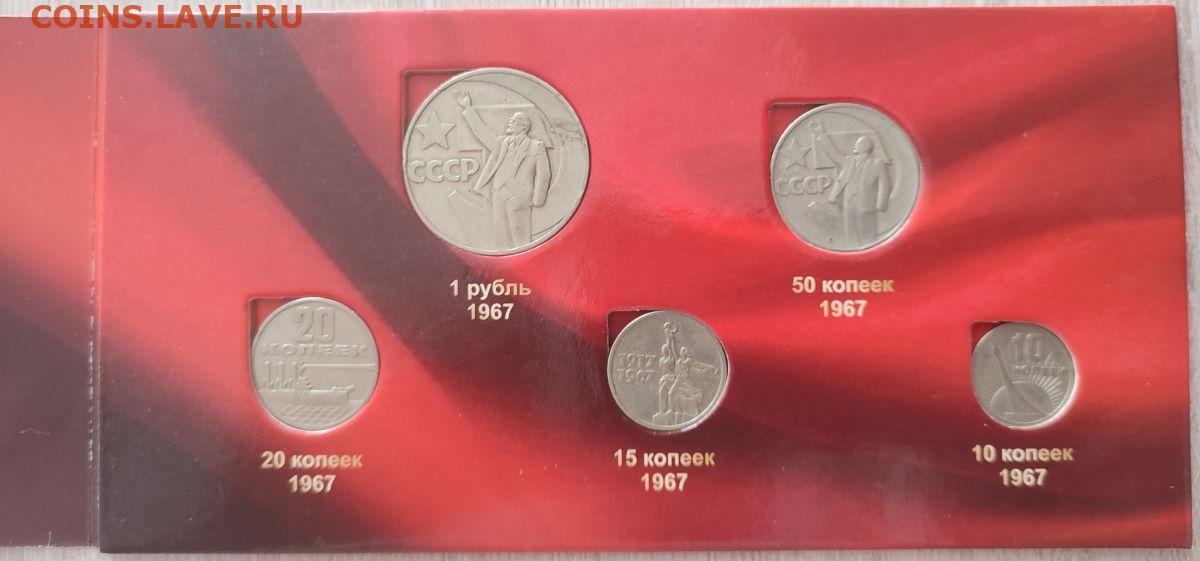 COINS.LAVE.RU
СССР
1 рубль
1967
СССР
50 копеек
1967
20
КОПЕЕК
20 копеек
1967
1917
1967
15 копеек
1967
10
КОПЕЕК
10 копеек
1967